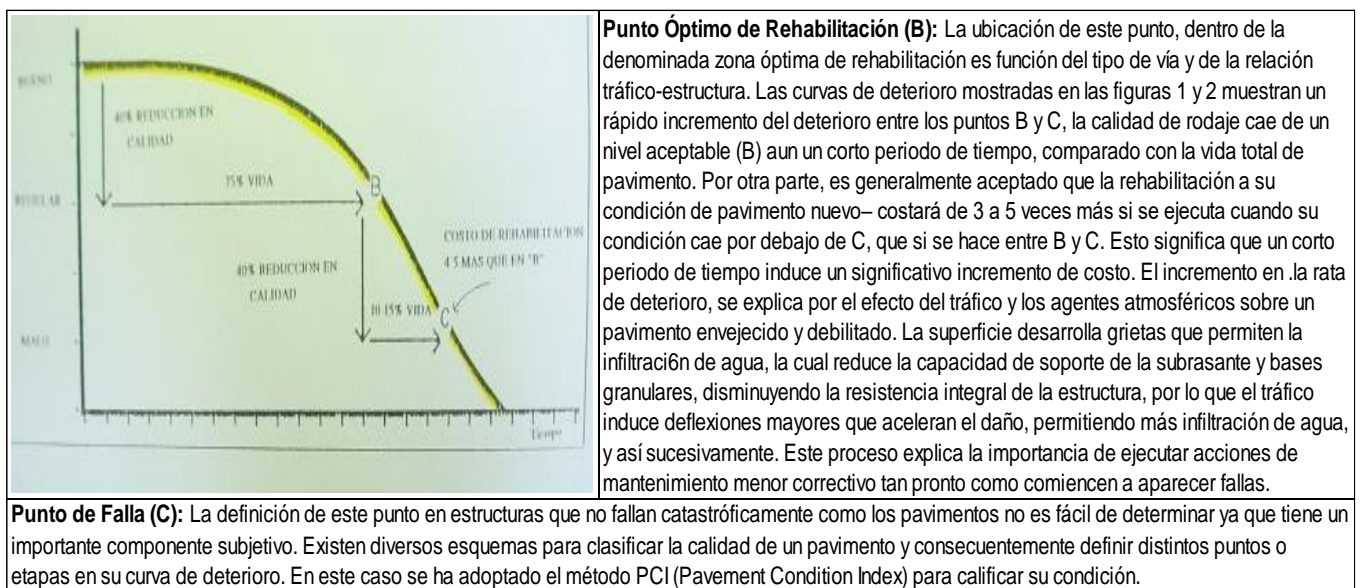 BUENO
40% REDUCCION EN
CALIDAD
75% VIDA
REGULAR
B
COSTO DE REHABILITACION
4 5 MAS QUE EN "B"
40% REDUCCION EN
CALIDAD
10-15% VIDA
C
MALO
Tiempo
Punto Óptimo de Rehabilitación (B): La ubicación de este punto, dentro de la
denominada zona óptima de rehabilitación es función del tipo de vía y de la relación
tráfico-estructura. Las curvas de deterioro mostradas en las figuras 1 y 2 muestran un
rápido incremento del deterioro entre los puntos B y C, la calidad de rodaje cae de un
nivel aceptable (B) aun un corto periodo de tiempo, comparado con la vida total de
pavimento. Por otra parte, es generalmente aceptado que la rehabilitación a su
condición de pavimento nuevo– costará de 3 a 5 veces más si se ejecuta cuando su
condición cae por debajo de C, que si se hace entre B y C. Esto significa que un corto
periodo de tiempo induce un significativo incremento de costo. El incremento en .la rata
de deterioro, se explica por el efecto del tráfico y los agentes atmosféricos sobre un
pavimento envejecido y debilitado. La superficie desarrolla grietas que permiten la
infiltraci6n de agua, la cual reduce la capacidad de soporte de la subrasante y bases
granulares, disminuyendo la resistencia integral de la estructura, por lo que el tráfico
induce deflexiones mayores que aceleran el daño, permitiendo más infiltración de agua,
y así sucesivamente. Este proceso explica la importancia de ejecutar acciones de
mantenimiento menor correctivo tan pronto como comiencen a aparecer fallas.
Punto de Falla (C): La definición de este punto en estructuras que no fallan catastróficamente como los pavimentos no es fácil de determinar ya que tiene un
importante componente subjetivo. Existen diversos esquemas para clasificar la calidad de un pavimento y consecuentemente definir distintos puntos o
etapas en su curva de deterioro. En este caso se ha adoptado el método PCI (Pavement Condition Index) para calificar su condición.